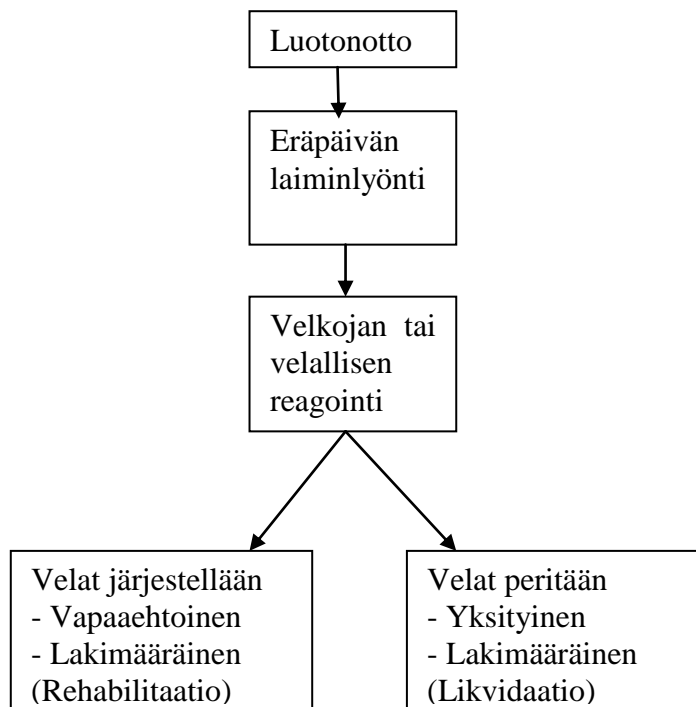 Luotonotto
Eräpäivän
laiminlyönti
Velkojan tai
velallisen
reagointi
Velat järjestellään
- Vapaaehtoinen
- Lakimääräinen
(Rehabilitaatio)
Velat peritään
- Yksityinen
- Lakimääräinen
(Likvidaatio)